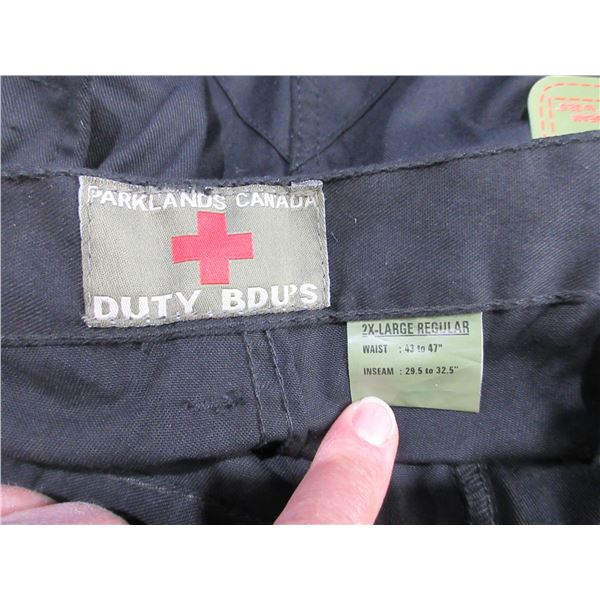 PARKLANDS CANADA
DUTY BDU'S
2X-LARGE REGULAR
WAIST : 43 to 47"
INSEAM : 29.5 to 32.5"